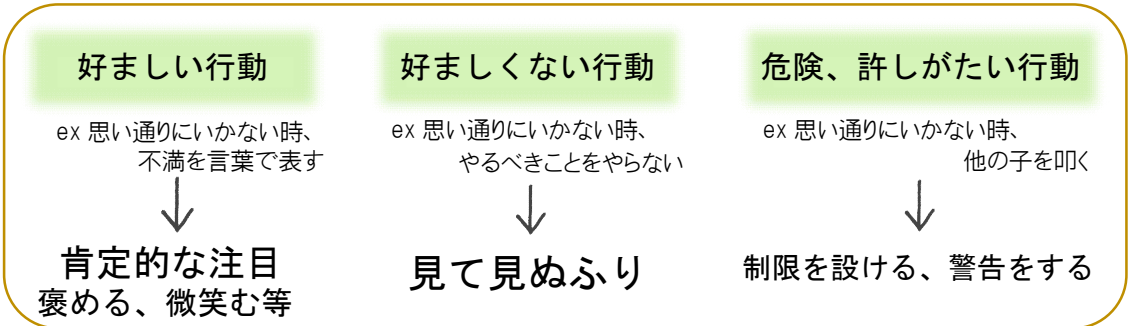 好ましい行動
ex 思い通りにいかない時、
不満を言葉で表す
肯定的な注目
褒める、微笑む等
好ましくない行動
ex 思い通りにいかない時、
やるべきことをやらない
見て見ぬふり
危険、許しがたい行動
ex 思い通りにいかない時、
他の子を叩く
制限を設ける、警告をする